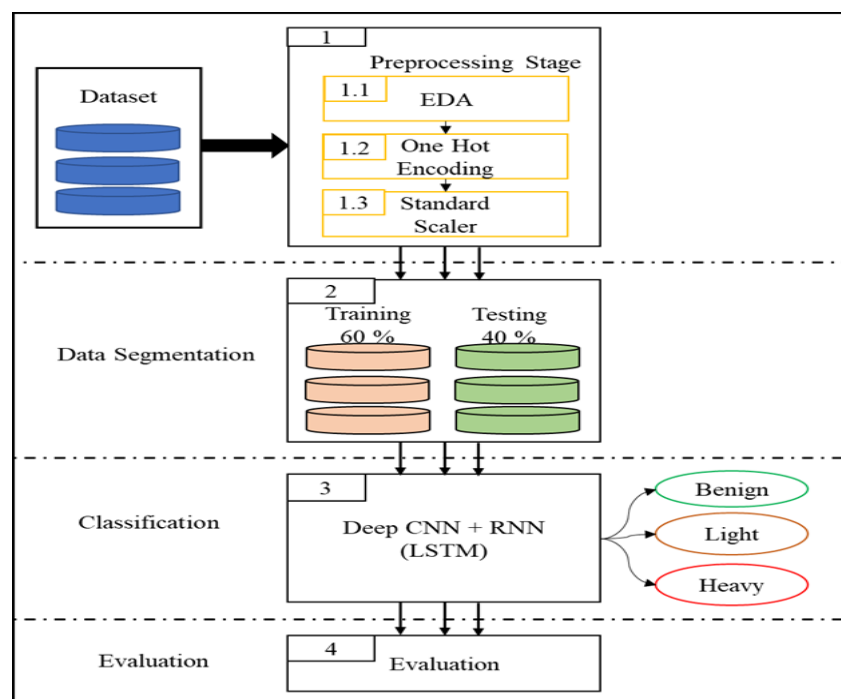 Dataset
1
Preprocessing Stage
1.1
EDA
1.2
One Hot
Encoding
1.3
Standard
Scaler
Data Segmentation
2
Training
60 %
Testing
40 %
Classification
3
Deep CNN + RNN
(LSTM)
Benign
Light
Heavy
Evaluation
4
Evaluation